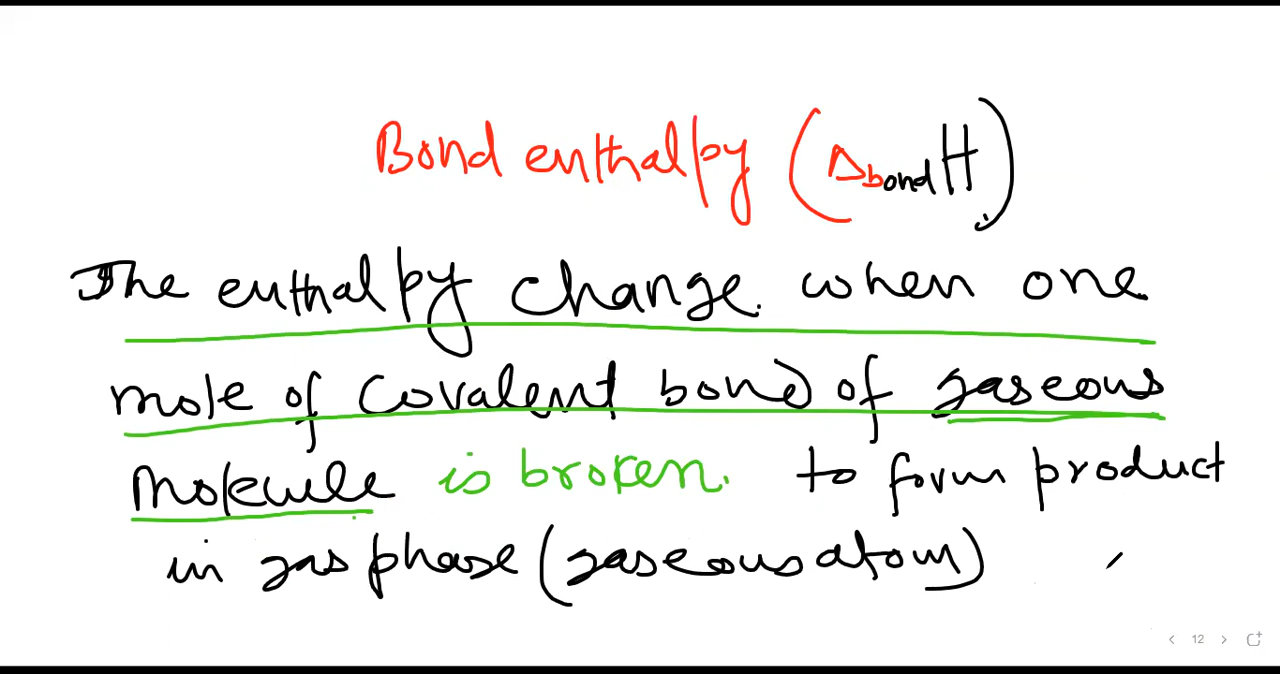 Bond enthalpy (ΔbondH)
The enthalpy change when one
mole of covalent bond of gaseous
molecule is broken. to form product
in gas phase (gaseous atom)
12